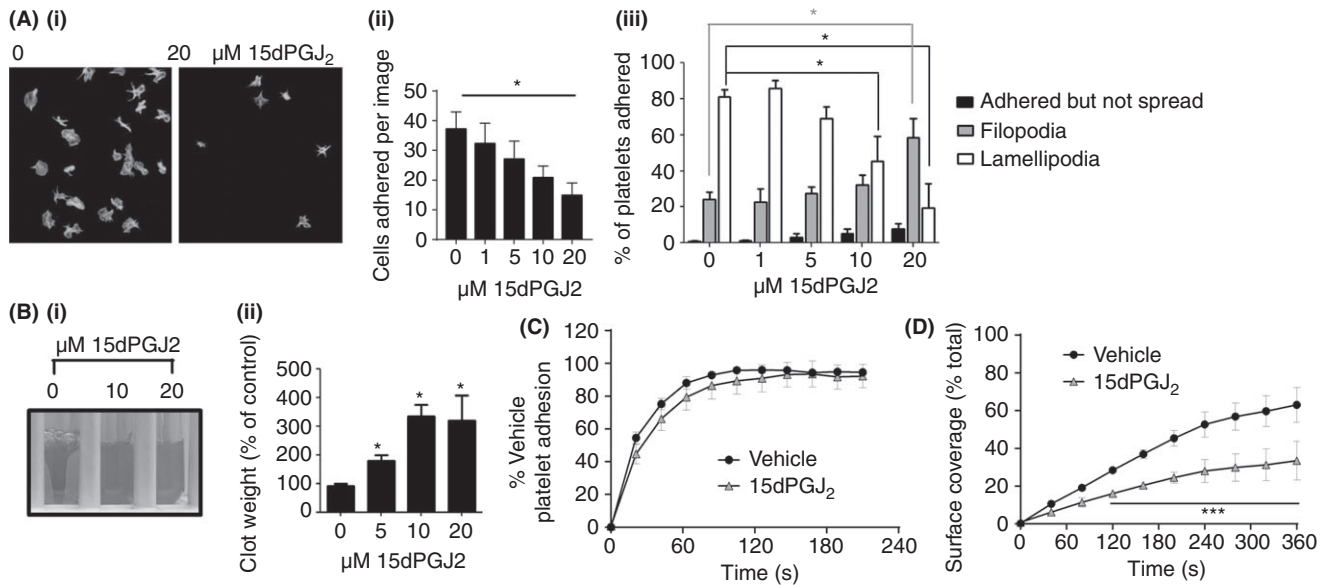 (A) (i)
0 20 µM 15dPGJ2
(ii)
Cells adhered per image
50
40
30
20
10
0
*
0 1 5 10 20
µM 15dPGJ2
(iii)
% of platelets adhered
100
80
60
40
20
0
*
*
*
0 1 5 10 20
µM 15dPGJ2
Adhered but not spread
Filopodia
Lamellipodia
(B) (i)
µM 15dPGJ2
0 10 20
(ii)
Clot weight (% of control)
500
400
300
200
100
0
* * *
0 5 10 20
µM 15dPGJ2
(C)
% Vehicle
platelet adhesion
120
100
80
60
40
20
0
Vehicle
15dPGJ2
0 60 120 180 240
Time (s)
(D)
Surface coverage (% total)
100
80
60
40
20
0
Vehicle
15dPGJ2
***
0 60 120 180 240 300 360
Time (s)